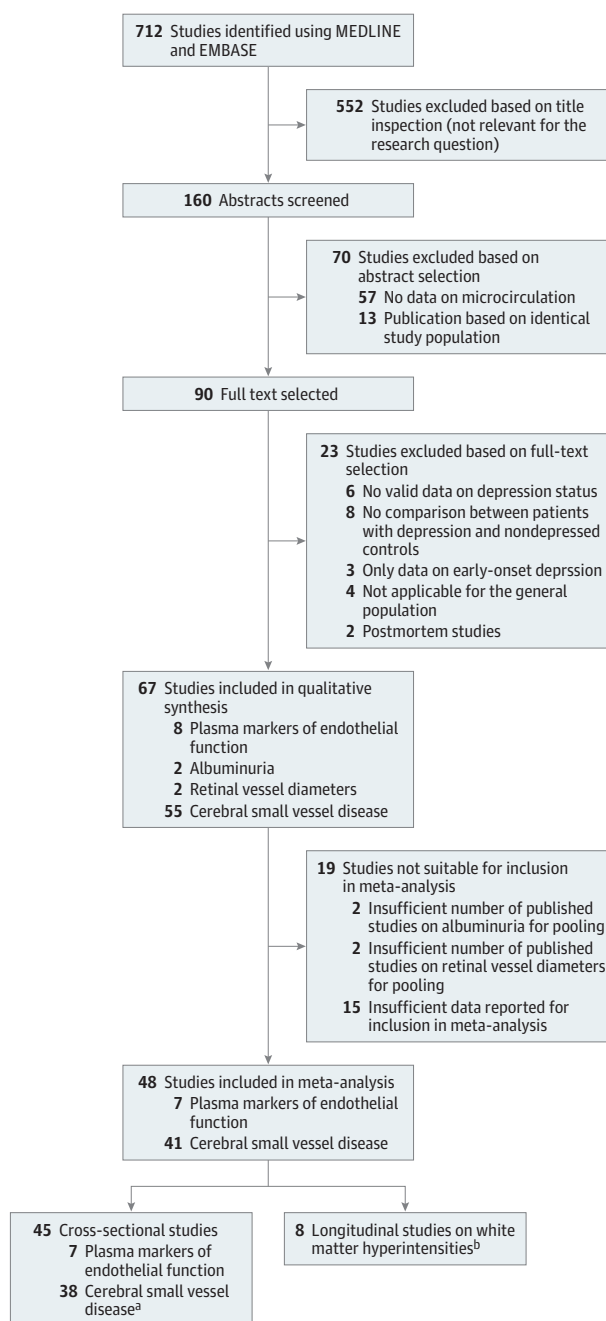 712 Studies identified using MEDLINE
and EMBASE
552 Studies excluded based on title
inspection (not relevant for the
research question)
160 Abstracts screened
70 Studies excluded based on
abstract selection
57 No data on microcirculation
13 Publication based on identical
study population
90 Full text selected
23 Studies excluded based on full-text
selection
6 No valid data on depression status
8 No comparison between patients
with depression and nondepressed
controls
3 Only data on early-onset deprssion
4 Not applicable for the general
population
2 Postmortem studies
67 Studies included in qualitative
synthesis
8 Plasma markers of endothelial
function
2 Albuminuria
2 Retinal vessel diameters
55 Cerebral small vessel disease
19 Studies not suitable for inclusion
in meta-analysis
2 Insufficient number of published
studies on albuminuria for pooling
2 Insufficient number of published
studies on retinal vessel diameters
for pooling
15 Insufficient data reported for
inclusion in meta-analysis
48 Studies included in meta-analysis
7 Plasma markers of endothelial
function
41 Cerebral small vessel disease
45 Cross-sectional studies
7 Plasma markers of
endothelial function
38 Cerebral small vessel
diseaseᵃ
8 Longitudinal studies on white
matter hyperintensitiesᵇ